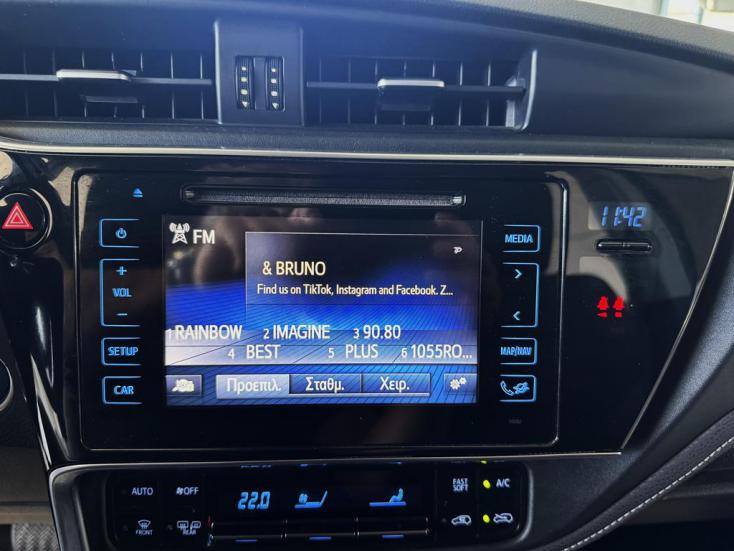 11:42
FM
MEDIA
TP
& BRUNO
VOL
Find us on TikTok, Instagram and Facebook. Z...
1 RAINBOW 2 IMAGINE 3 90.80
4 BEST 5 PLUS 6 1055RO...
SETUP
MAP/NAV
CAR
Προεπιλ. Σταθμ. Χειρ.
AUTO OFF
22.0
FAST SOFT
A/C
FRONT REAR